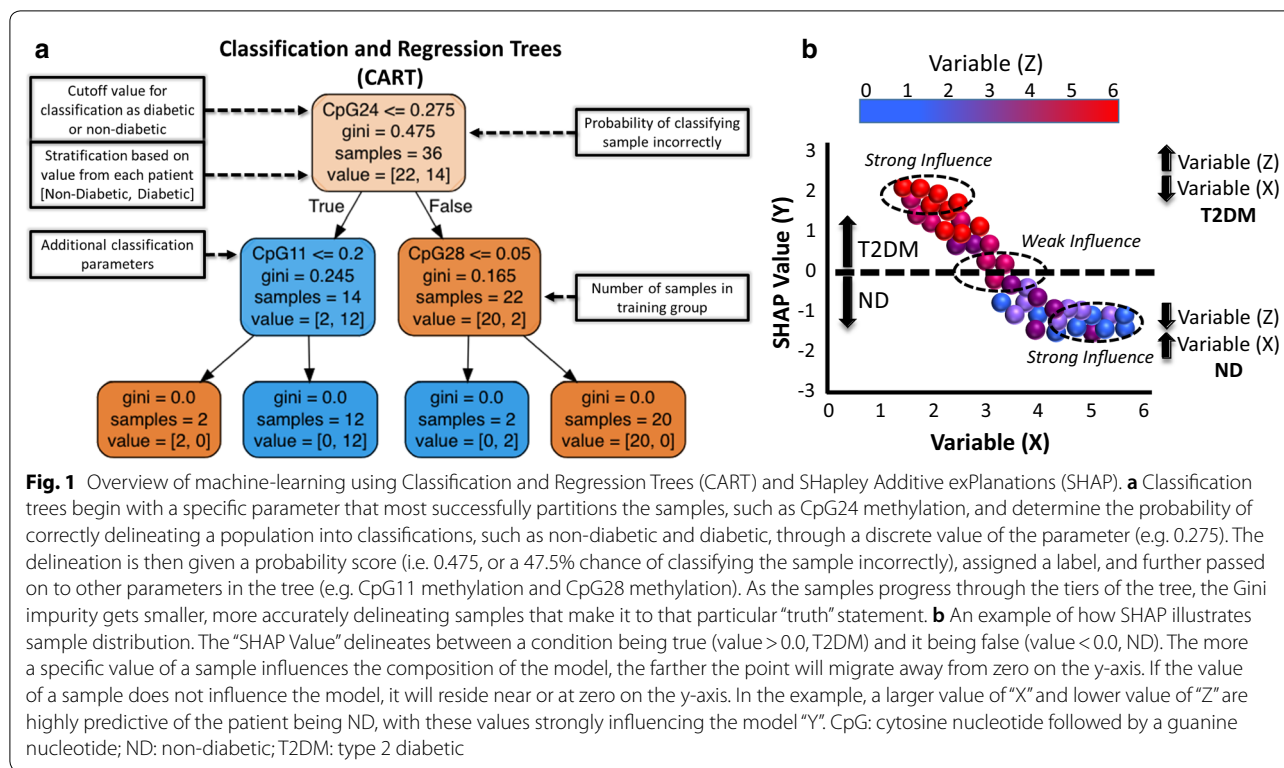 a
Classification and Regression Trees
(CART)
Cutoff value for
classification as diabetic
or non-diabetic
Stratification based on
value from each patient
[Non-Diabetic, Diabetic]
CpG24 <= 0.275
gini = 0.475
samples = 36
value = [22, 14]
Probability of classifying
sample incorrectly
True
False
Additional classification
parameters
CpG11 <= 0.2
gini = 0.245
samples = 14
value = [2, 12]
CpG28 <= 0.05
gini = 0.165
samples = 22
value = [20, 2]
Number of samples in
training group
gini = 0.0
samples = 2
value = [2, 0]
gini = 0.0
samples = 12
value = [0, 12]
gini = 0.0
samples = 2
value = [0, 2]
gini = 0.0
samples = 20
value = [20, 0]
b
Variable (Z)
0 1 2 3 4 5 6
SHAP Value (Y)
3
2
1
0
-1
-2
-3
Strong Influence
T2DM
Weak Influence
ND
Strong Influence
Variable (Z)
Variable (X)
T2DM
Variable (Z)
Variable (X)
ND
0 1 2 3 4 5 6
Variable (X)
Fig. 1 Overview of machine-learning using Classification and Regression Trees (CART) and SHapley Additive exPlanations (SHAP). a Classification
trees begin with a specific parameter that most successfully partitions the samples, such as CpG24 methylation, and determine the probability of
correctly delineating a population into classifications, such as non-diabetic and diabetic, through a discrete value of the parameter (e.g. 0.275). The
delineation is then given a probability score (i.e. 0.475, or a 47.5% chance of classifying the sample incorrectly), assigned a label, and further passed
on to other parameters in the tree (e.g. CpG11 methylation and CpG28 methylation). As the samples progress through the tiers of the tree, the Gini
impurity gets smaller, more accurately delineating samples that make it to that particular “truth” statement. b An example of how SHAP illustrates
sample distribution. The “SHAP Value” delineates between a condition being true (value > 0.0, T2DM) and it being false (value < 0.0, ND). The more
a specific value of a sample influences the composition of the model, the farther the point will migrate away from zero on the y-axis. If the value
of a sample does not influence the model, it will reside near or at zero on the y-axis. In the example, a larger value of “X” and lower value of “Z” are
highly predictive of the patient being ND, with these values strongly influencing the model “Y”. CpG: cytosine nucleotide followed by a guanine
nucleotide; ND: non-diabetic; T2DM: type 2 diabetic